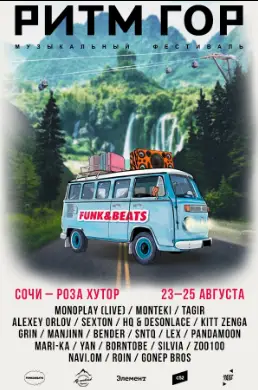 РИТМ ГОР
МУЗЫКАЛЬНЫЙ ФЕСТИВАЛЬ
FUNK&BEATS
СОЧИ – РОЗА ХУТОР 23–25 АВГУСТА
MONOPLAY (LIVE) / MONTEKI / TAGIR
ALEXEY ORLOV / SEXTON / HQ & DESONLACE / KITT ZENGA
GRIN / MANJINN / BENDER / SNTQ / LEX / PANDAMOON
MARI-KA / YAN / BORNTOBE / SILVIA / ZOO100
NAVI.OM / ROIN / GONEP BROS
Элемент